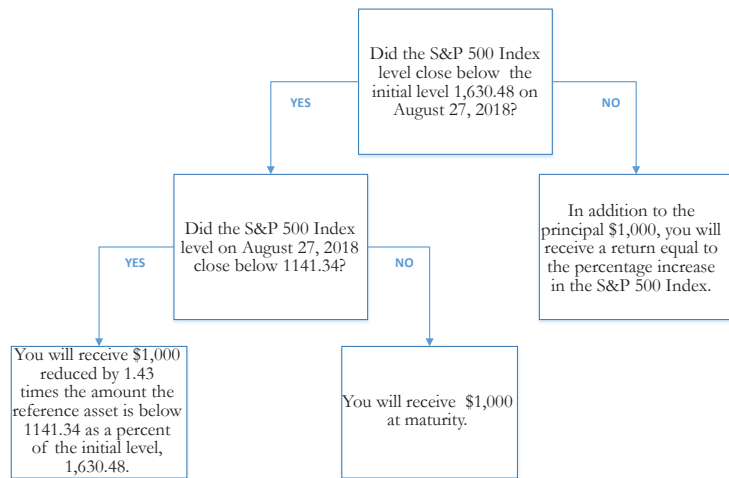 Did the S&P 500 Index
level close below the
initial level 1,630.48 on
August 27, 2018?
YES
NO
Did the S&P 500 Index
level on August 27, 2018
close below 1141.34?
In addition to the
principal $1,000, you will
receive a return equal to
the percentage increase
in the S&P 500 Index.
YES
NO
You will receive $1,000
reduced by 1.43
times the amount the
reference asset is below
1141.34 as a percent
of the initial level,
1,630.48.
You will receive $1,000
at maturity.